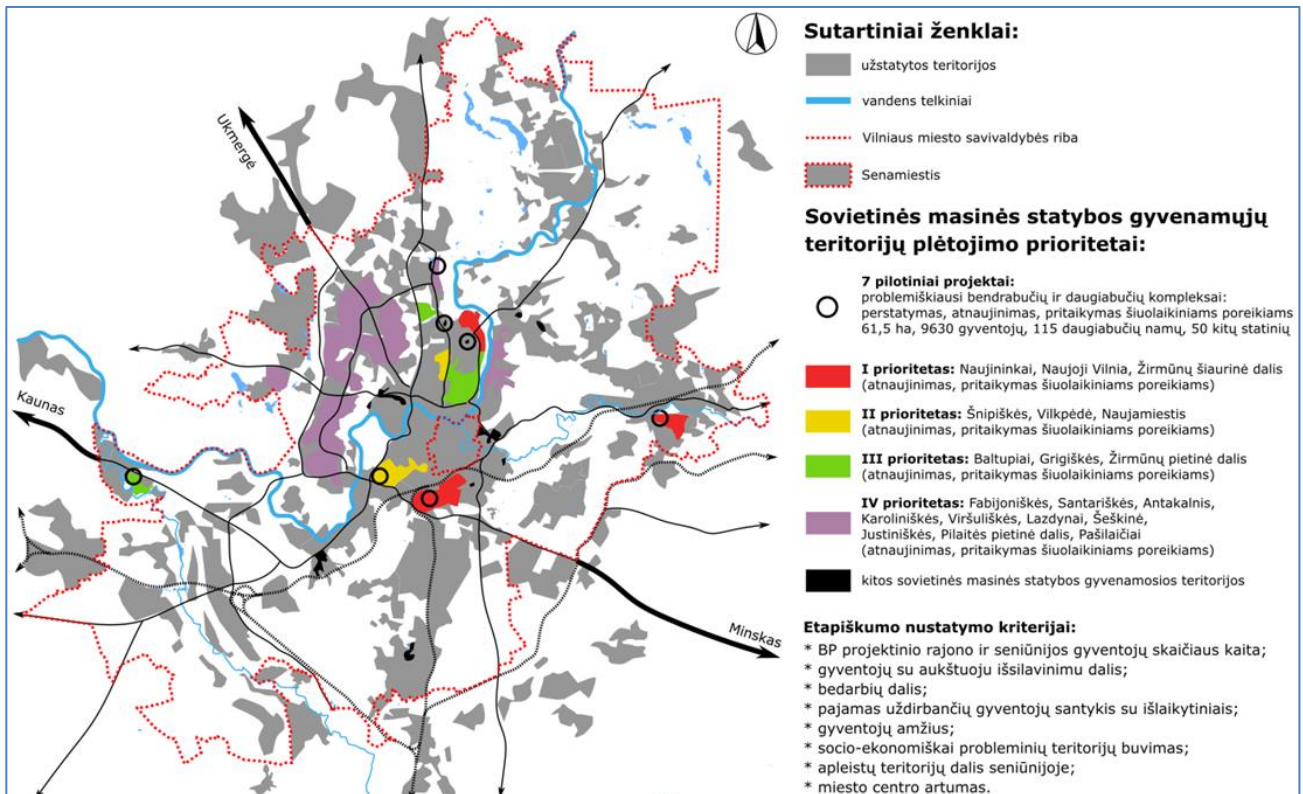 Sutartiniai ženklai:
užstatytos teritorijos
vandens telkiniai
Vilniaus miesto savivaldybės riba
Senamiestis
Sovietinės masinės statybos gyvenamųjų
teritorijų plėtojimo prioritetai:
7 pilotiniai projektai:
problemiškiausi bendrabučių ir daugiabučių kompleksai:
perstatymas, atnaujinimas, pritaikymas šiuolaikiniams poreikiams
61,5 ha, 9630 gyventojų, 115 daugiabučių namų, 50 kitų statinių
I prioritetas: Naujininkai, Naujoji Vilnia, Žirmūnų šiaurinė dalis
(atnaujinimas, pritaikymas šiuolaikiniams poreikiams)
II prioritetas: Šnipiškės, Vilkpėdė, Naujamiestis
(atnaujinimas, pritaikymas šiuolaikiniams poreikiams)
III prioritetas: Baltupiai, Grigiškės, Žirmūnų pietinė dalis
(atnaujinimas, pritaikymas šiuolaikiniams poreikiams)
IV prioritetas: Fabijoniškės, Santariškės, Antakalnis,
Karoliniškės, Viršuliškės, Lazdynai, Šeškinė,
Justiniškės, Pilaitės pietinė dalis, Pašilaičiai
(atnaujinimas, pritaikymas šiuolaikiniams poreikiams)
kitos sovietinės masinės statybos gyvenamosios teritorijos
Etapiškumo nustatymo kriterijai:
* BP projektinio rajono ir seniūnijos gyventojų skaičiaus kaita;
* gyventojų su aukštuoju išsilavinimu dalis;
* bedarbių dalis;
* pajamas uždirbančių gyventojų santykis su išlaikytiniais;
* gyventojų amžius;
* socio-ekonomiškai probleminių teritorijų buvimas;
* apleistų teritorijų dalis seniūnijoje;
* miesto centro artumas.
Ukmergė
Kaunas
Minskas